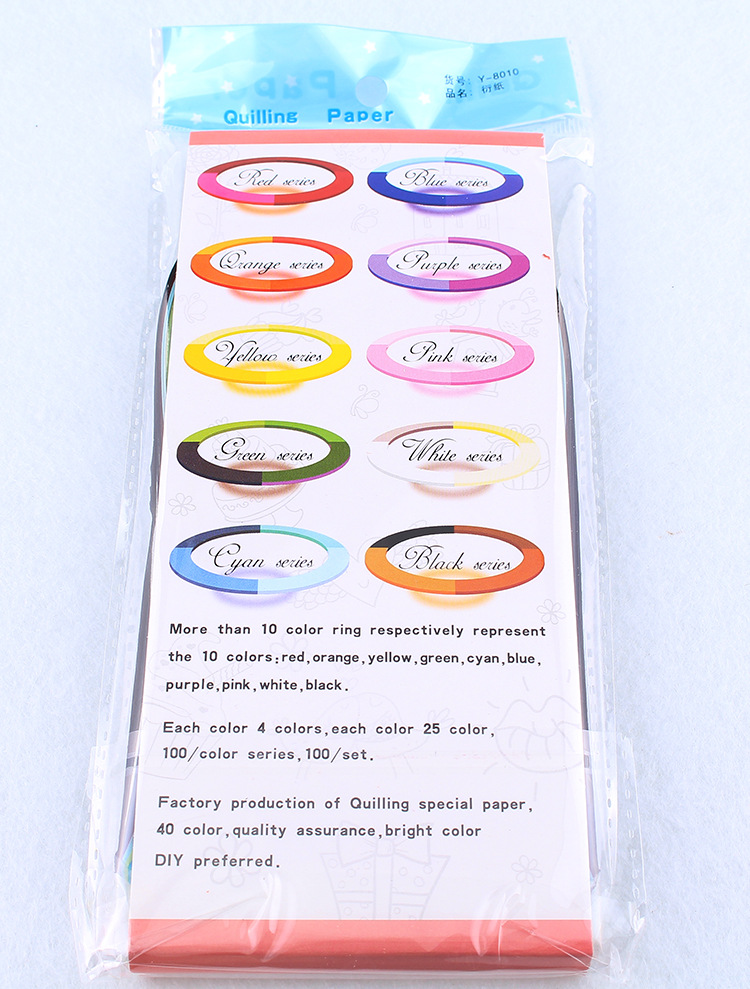 Paper
货号: Y-8010
品名: 衍纸
Quilling Paper
Red series
Blue series
Orange series
Purple series
Yellow series
Pink series
Green series
White series
Cyan series
Black series
More than 10 color ring respectively represent
the 10 colors:red,orange,yellow,green,cyan,blue,
purple,pink,white,black.
Each color 4 colors,each color 25 color,
100/color series,100/set.
Factory production of Quilling special paper,
40 color,quality assurance,bright color
DIY preferred.